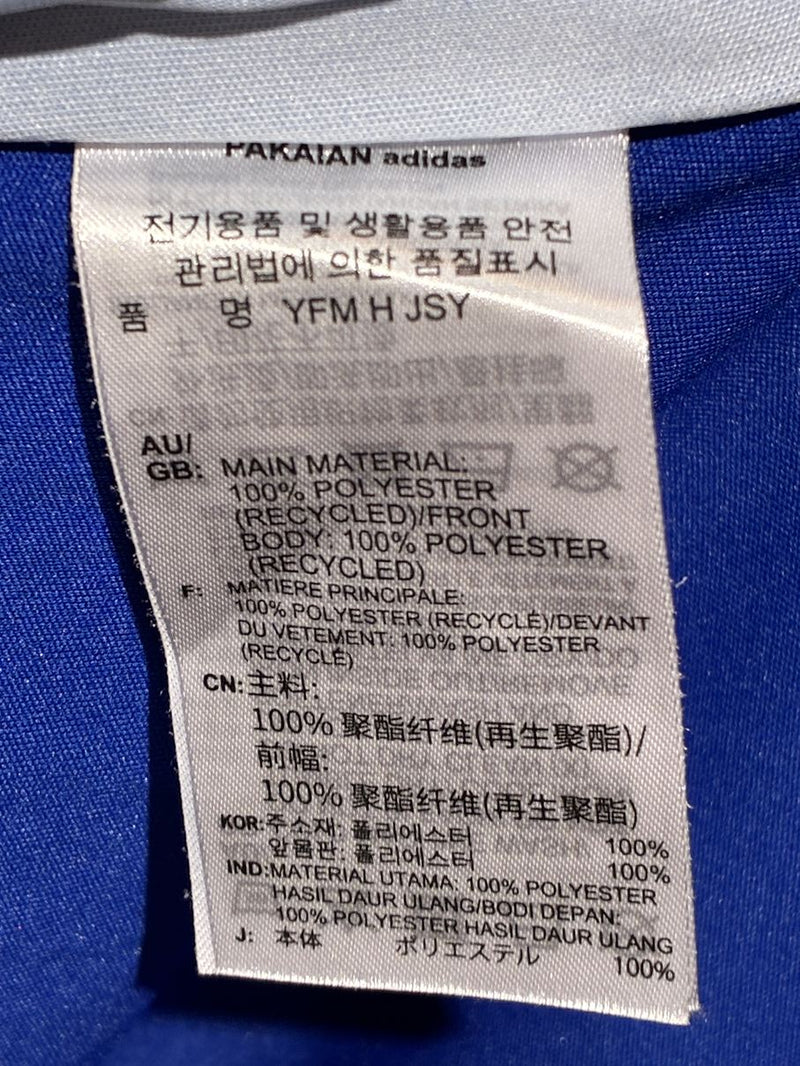 PAKAIAN adidas
전기용품 및 생활용품 안전
관리법에 의한 품질표시
품 명 YFM H JSY
AU/
GB: MAIN MATERIAL:
100% POLYESTER
(RECYCLED)/FRONT
BODY: 100% POLYESTER
(RECYCLED)
F: MATIERE PRINCIPALE:
100% POLYESTER (RECYCLÉ)/DEVANT
DU VETEMENT: 100% POLYESTER
(RECYCLÉ)
CN: 主料:
100% 聚酯纤维(再生聚酯)/
前幅:
100% 聚酯纤维(再生聚酯)
KOR: 주소재: 폴리에스터 100%
앞몸판: 폴리에스터 100%
IND: MATERIAL UTAMA: 100% POLYESTER
HASIL DAUR ULANG/BODI DEPAN:
100% POLYESTER HASIL DAUR ULANG
J: 本体 ポリエステル 100%